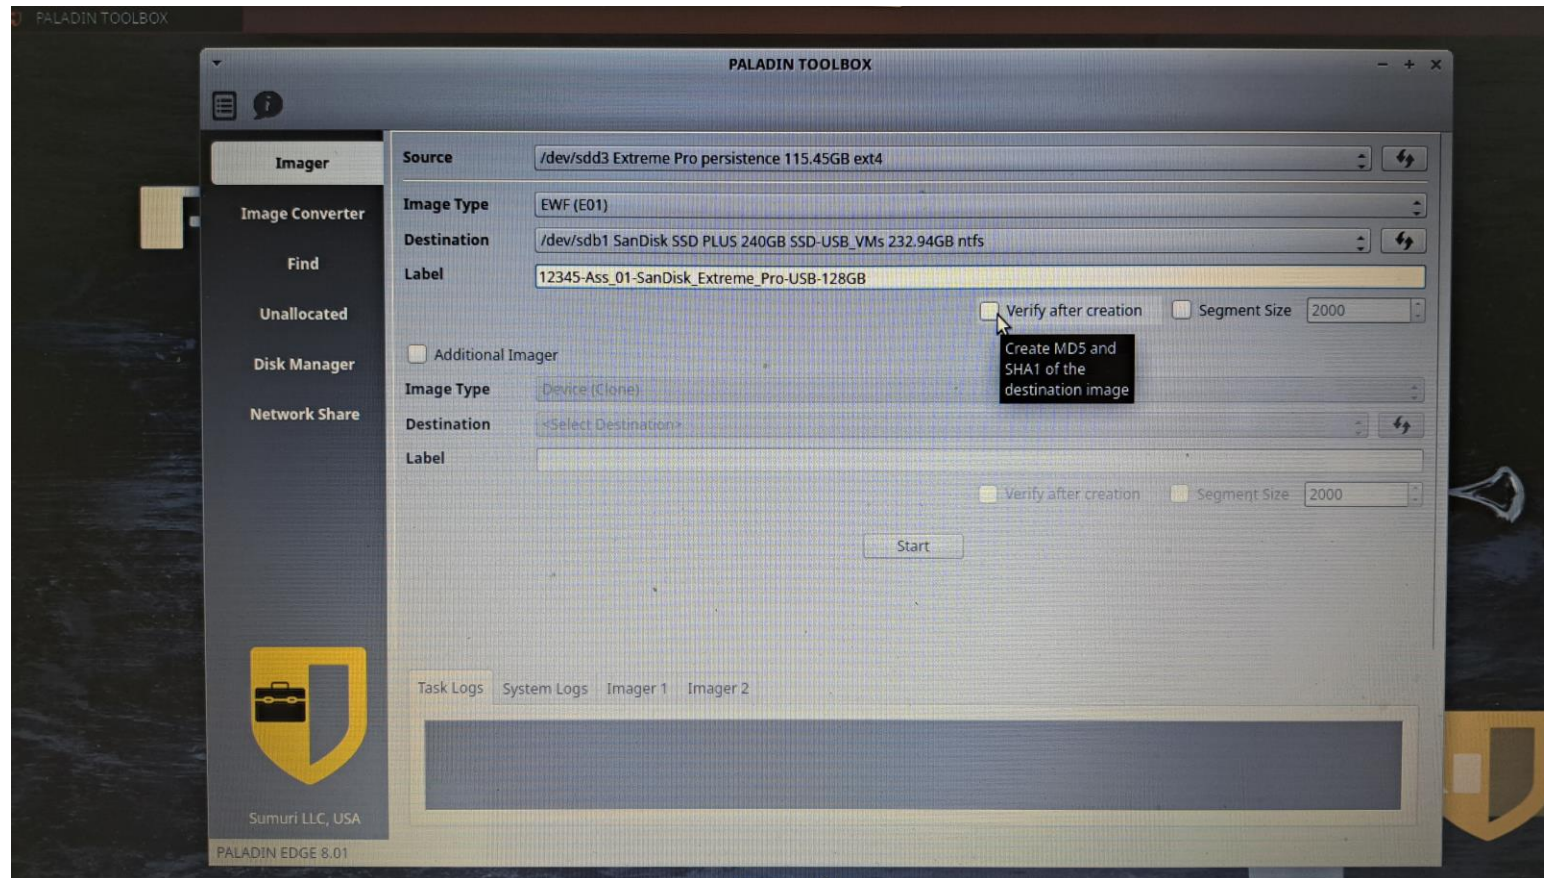 PALADIN TOOLBOX
PALADIN TOOLBOX
Imager
Image Converter
Find
Unallocated
Disk Manager
Network Share
Sumuri LLC, USA
PALADIN EDGE 8.01
Source /dev/sdd3 Extreme Pro persistence 115.45GB ext4
Image Type EWF (E01)
Destination /dev/sdb1 SanDisk SSD PLUS 240GB SSD-USB_VMs 232.94GB ntfs
Label 12345-Ass_01-SanDisk_Extreme_Pro-USB-128GB
Verify after creation Segment Size 2000
Create MD5 and
SHA1 of the
destination image
Additional Imager
Image Type Device (Clone)
Destination <Select Destination>
Label
Verify after creation Segment Size 2000
Start
Task Logs System Logs Imager 1 Imager 2